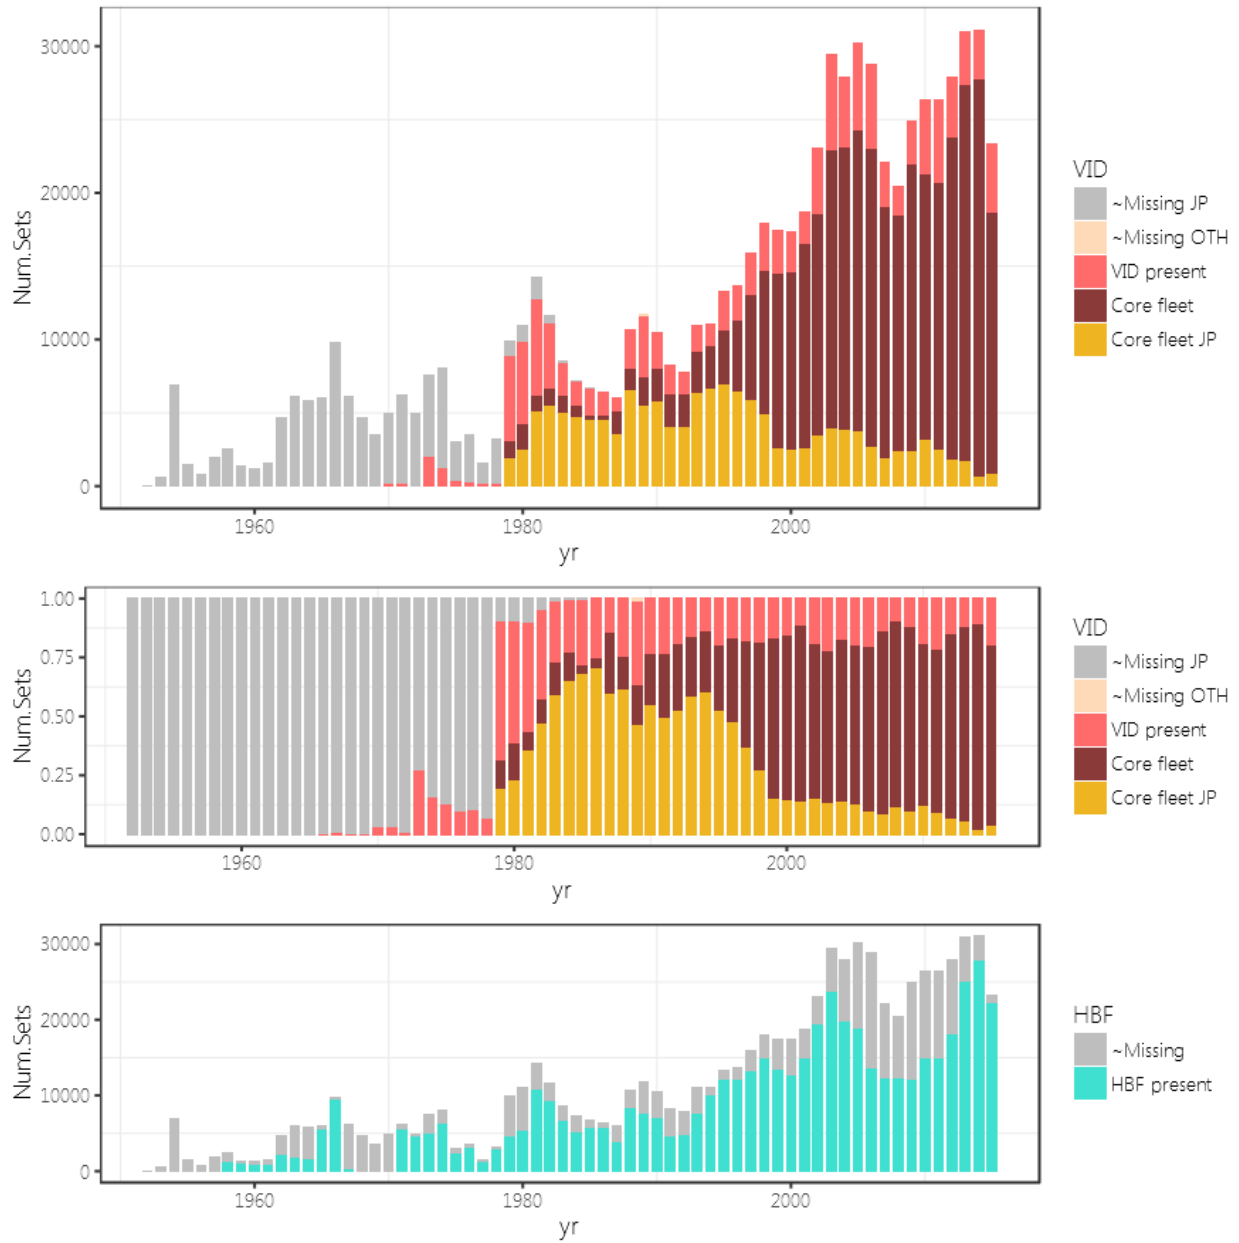 30000
20000
10000
0
Num.Sets
1960
1980
2000
yr
VID
~Missing JP
~Missing OTH
VID present
Core fleet
Core fleet JP
1.00
0.75
0.50
0.25
0.00
Num.Sets
1960
1980
2000
yr
VID
~Missing JP
~Missing OTH
VID present
Core fleet
Core fleet JP
30000
20000
10000
0
Num.Sets
1960
1980
2000
yr
HBF
~Missing
HBF present